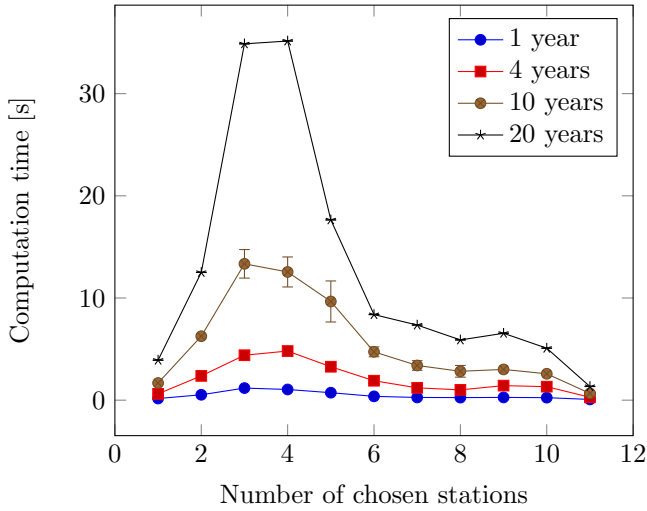 1 year
4 years
10 years
20 years
30
20
10
0
Computation time [s]
0 2 4 6 8 10 12
Number of chosen stations